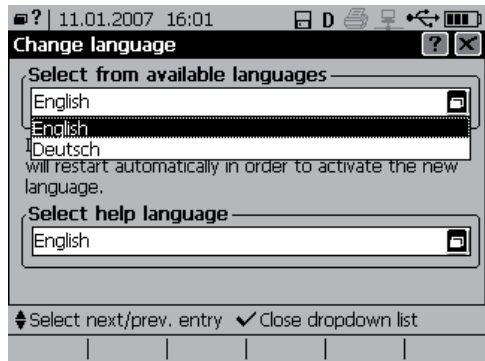 ? 11.01.2007 16:01 D
Change language ? X
Select from available languages
English
English
Deutsch
will restart automatically in order to activate the new
language.
Select help language
English
Select next/prev. entry Close dropdown list